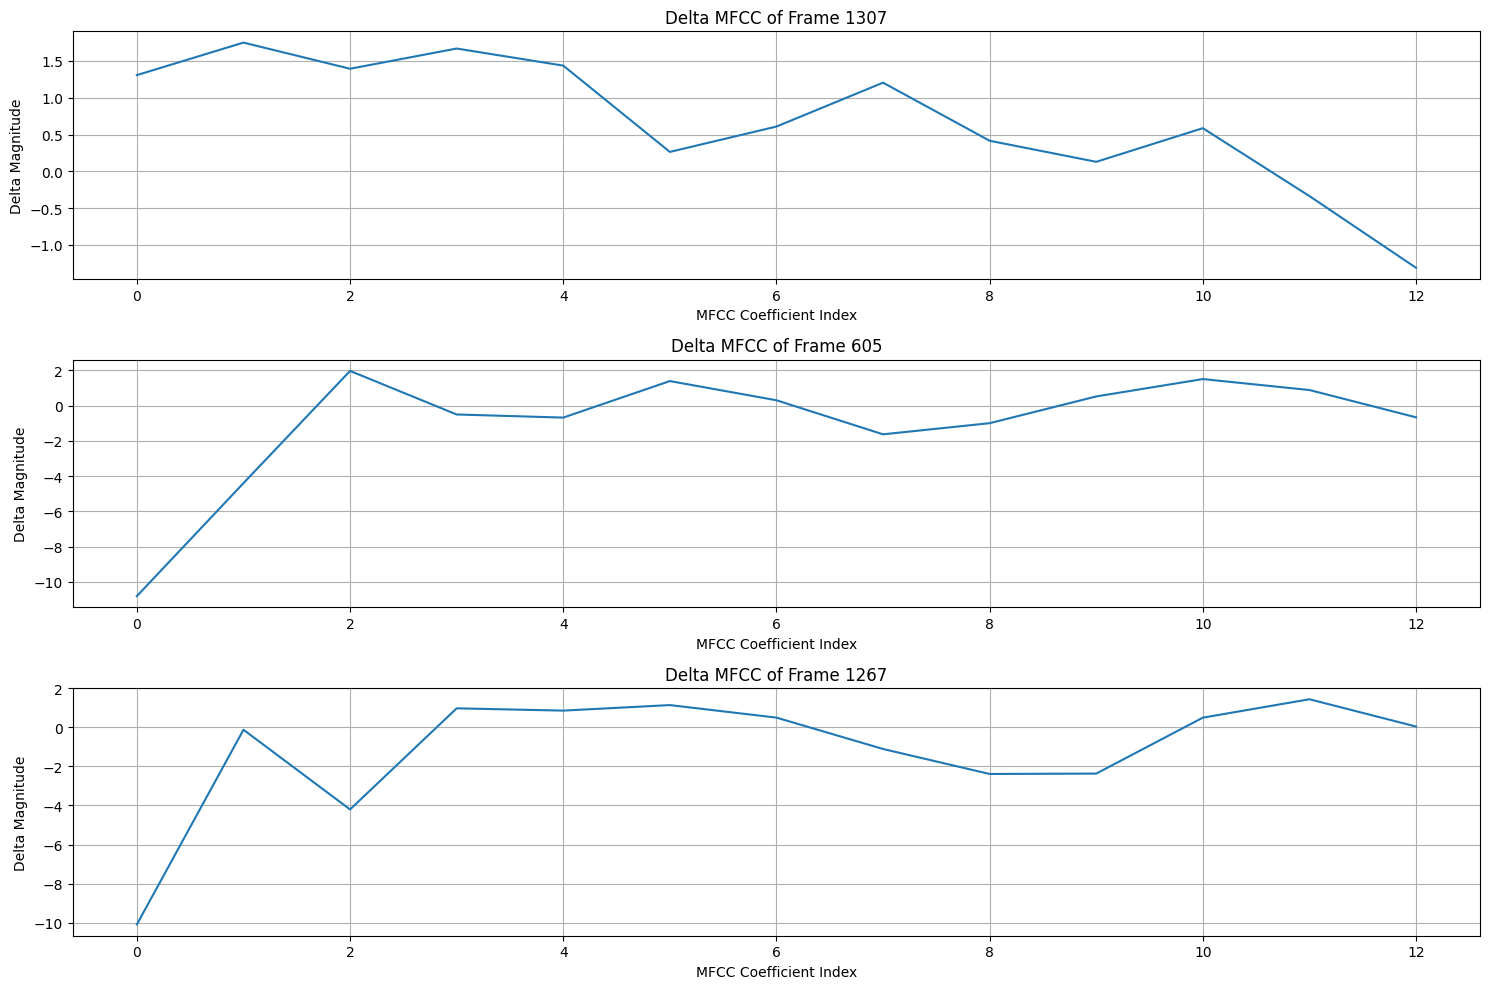 Delta MFCC of Frame 1307
Delta Magnitude
1.5
1.0
0.5
0.0
−0.5
−1.0
0 2 4 6 8 10 12
MFCC Coefficient Index
Delta MFCC of Frame 605
Delta Magnitude
2
0
−2
−4
−6
−8
−10
0 2 4 6 8 10 12
MFCC Coefficient Index
Delta MFCC of Frame 1267
Delta Magnitude
2
0
−2
−4
−6
−8
−10
0 2 4 6 8 10 12
MFCC Coefficient Index